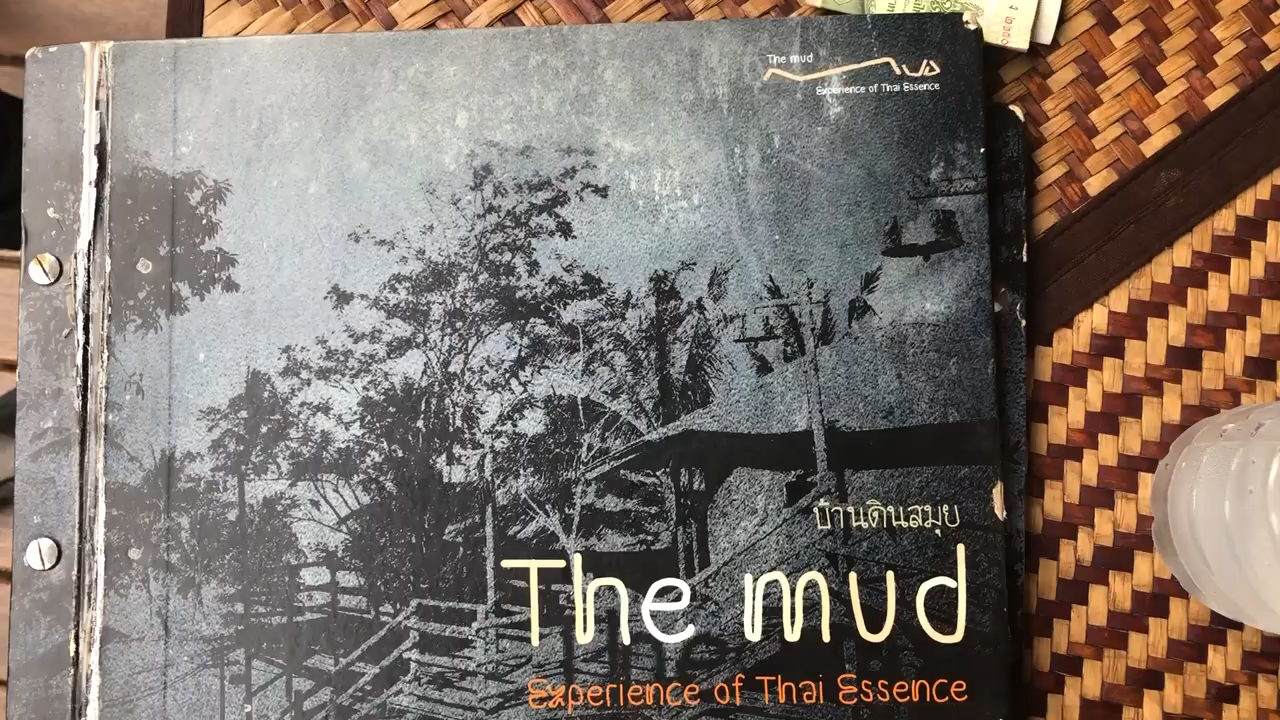 The mud
Experience of Thai Essence
บ้านดินสมุย
The mud
Experience of Thai Essence